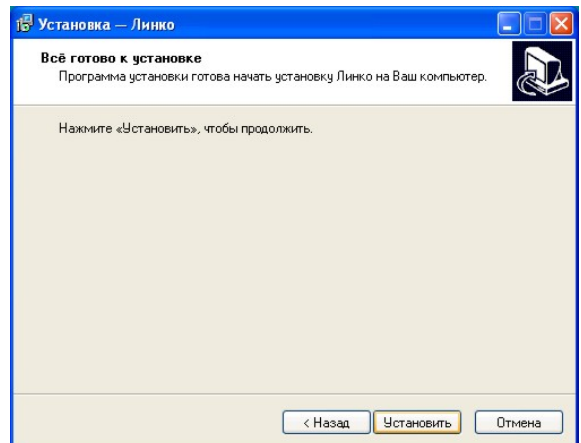 Установка — Линко
Всё готово к установке
Программа установки готова начать установку Линко на Ваш компьютер.
Нажмите «Установить», чтобы продолжить.
< Назад Установить Отмена